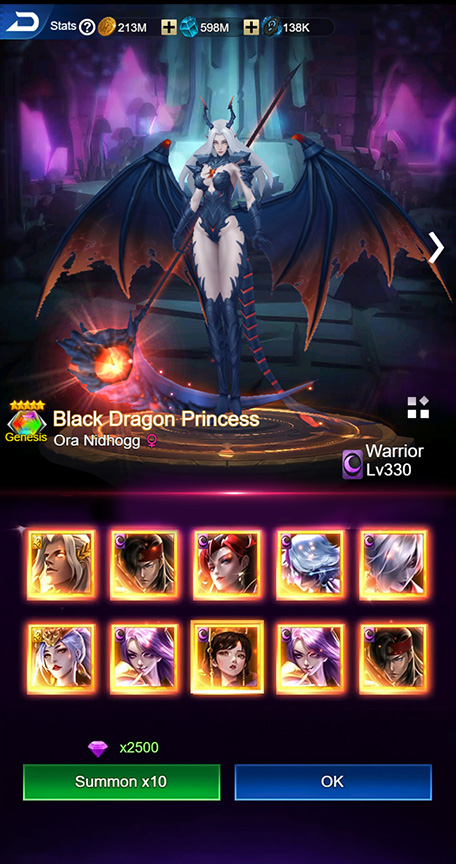 Stats ? 213M 598M 138K
Genesis
Black Dragon Princess
Ora Nidhogg
Warrior
Lv330
x2500
Summon x10
OK